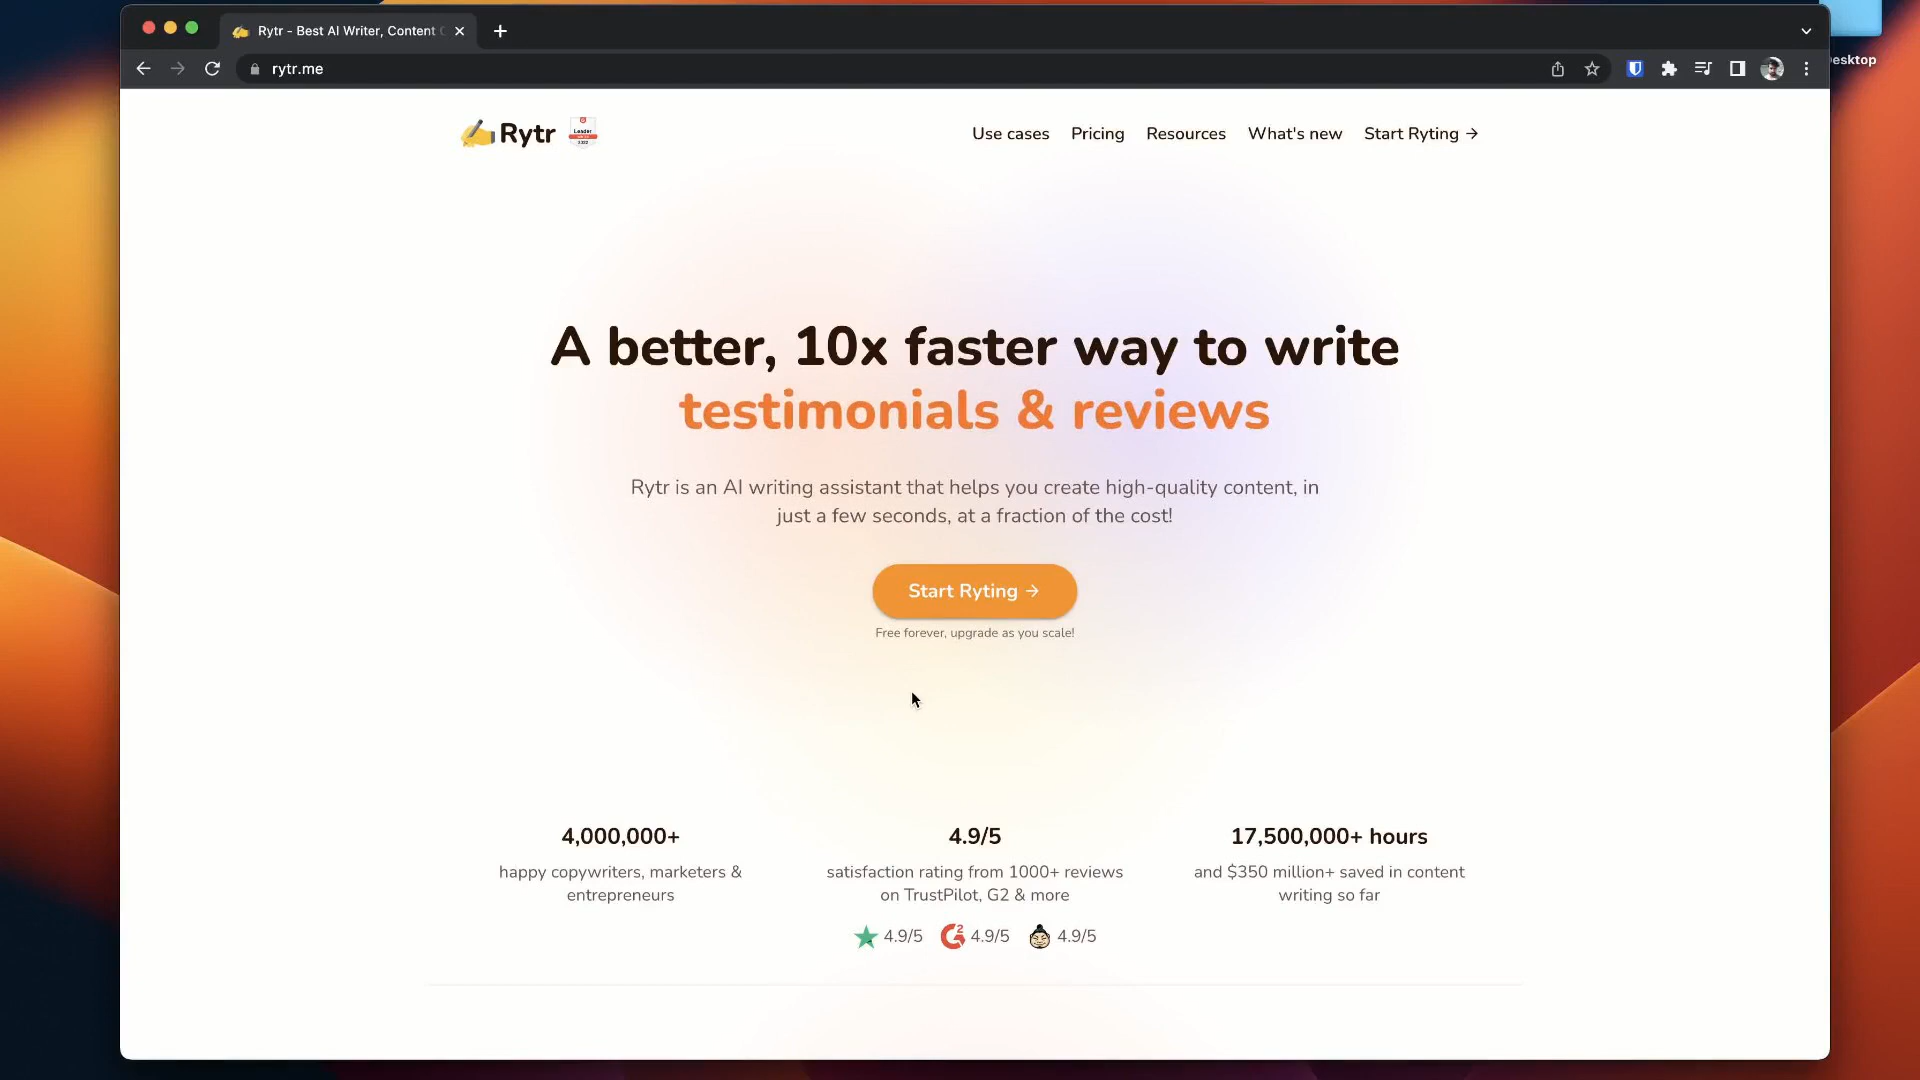 Rytr - Best AI Writer, Content
rytr.me
esktop
Rytr
Leader
2022
Use cases
Pricing
Resources
What's new
Start Ryting →
A better, 10x faster way to write
testimonials & reviews
Rytr is an AI writing assistant that helps you create high-quality content, in
just a few seconds, at a fraction of the cost!
Start Ryting →
Free forever, upgrade as you scale!
4,000,000+
happy copywriters, marketers &
entrepreneurs
4.9/5
satisfaction rating from 1000+ reviews
on TrustPilot, G2 & more
4.9/5
4.9/5
4.9/5
17,500,000+ hours
and $350 million+ saved in content
writing so far